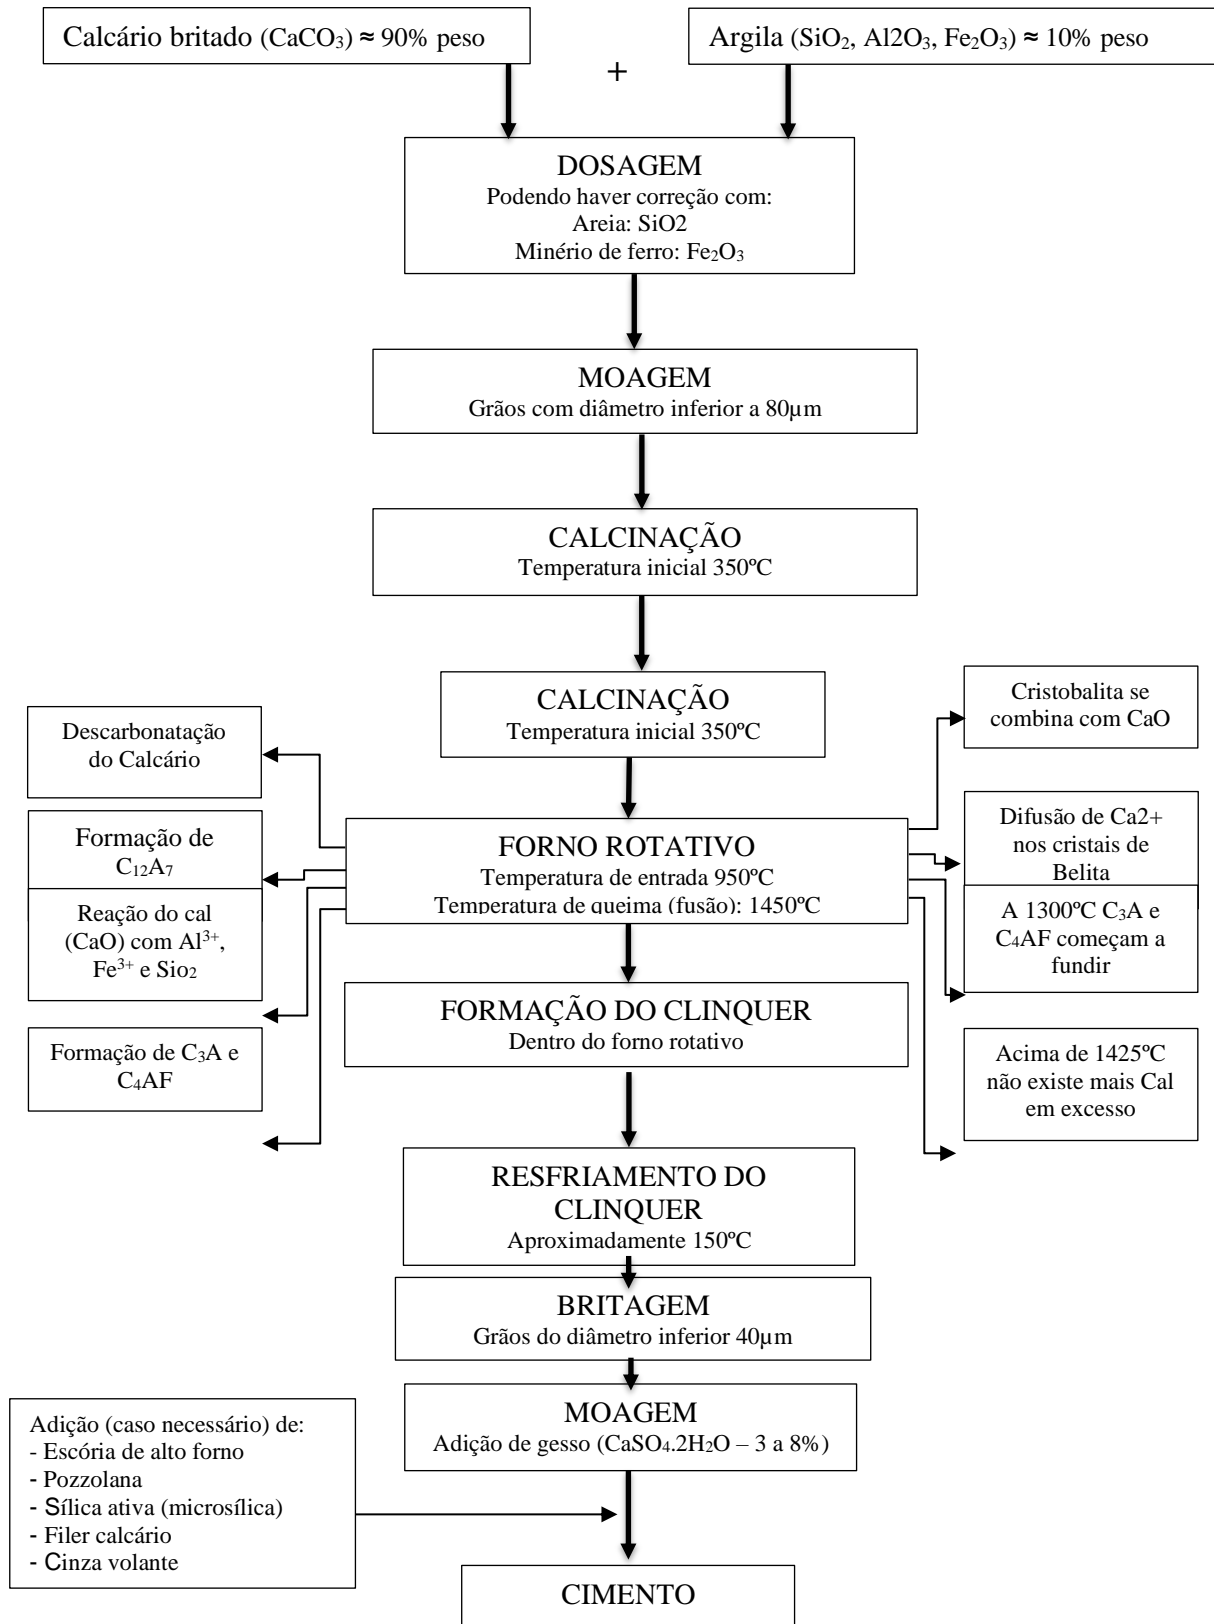 Calcário britado (CaCO₃) ≈ 90% peso
Argila (SiO₂, Al2O₃, Fe₂O₃) ≈ 10% peso
+
DOSAGEM
Podendo haver correção com:
Areia: SiO2
Minério de ferro: Fe₂O₃
MOAGEM
Grãos com diâmetro inferior a 80µm
CALCINAÇÃO
Temperatura inicial 350ºC
CALCINAÇÃO
Temperatura inicial 350ºC
Descarbonatação
do Calcário
Formação de
C₁₂A₇
Reação do cal
(CaO) com Al³⁺,
Fe³⁺ e Sio₂
Formação de C₃A e
C₄AF
FORNO ROTATIVO
Temperatura de entrada 950ºC
Temperatura de queima (fusão): 1450ºC
Cristobalita se
combina com CaO
Difusão de Ca2+
nos cristais de
Belita
A 1300ºC C₃A e
C₄AF começam a
fundir
Acima de 1425ºC
não existe mais Cal
em excesso
FORMAÇÃO DO CLINQUER
Dentro do forno rotativo
RESFRIAMENTO DO
CLINQUER
Aproximadamente 150ºC
BRITAGEM
Grãos do diâmetro inferior 40µm
MOAGEM
Adição de gesso (CaSO₄.2H₂O – 3 a 8%)
Adição (caso necessário) de:
- Escória de alto forno
- Pozzolana
- Sílica ativa (microsílica)
- Filer calcário
- Cinza volante
CIMENTO